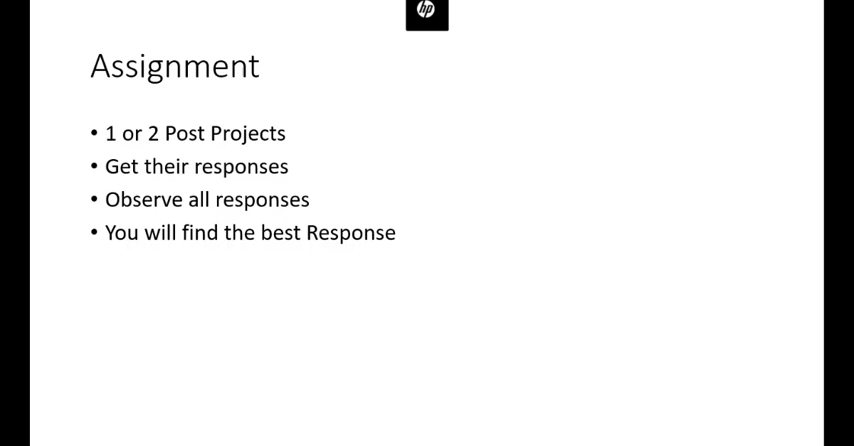 hp
Assignment
• 1 or 2 Post Projects
• Get their responses
• Observe all responses
• You will find the best Response